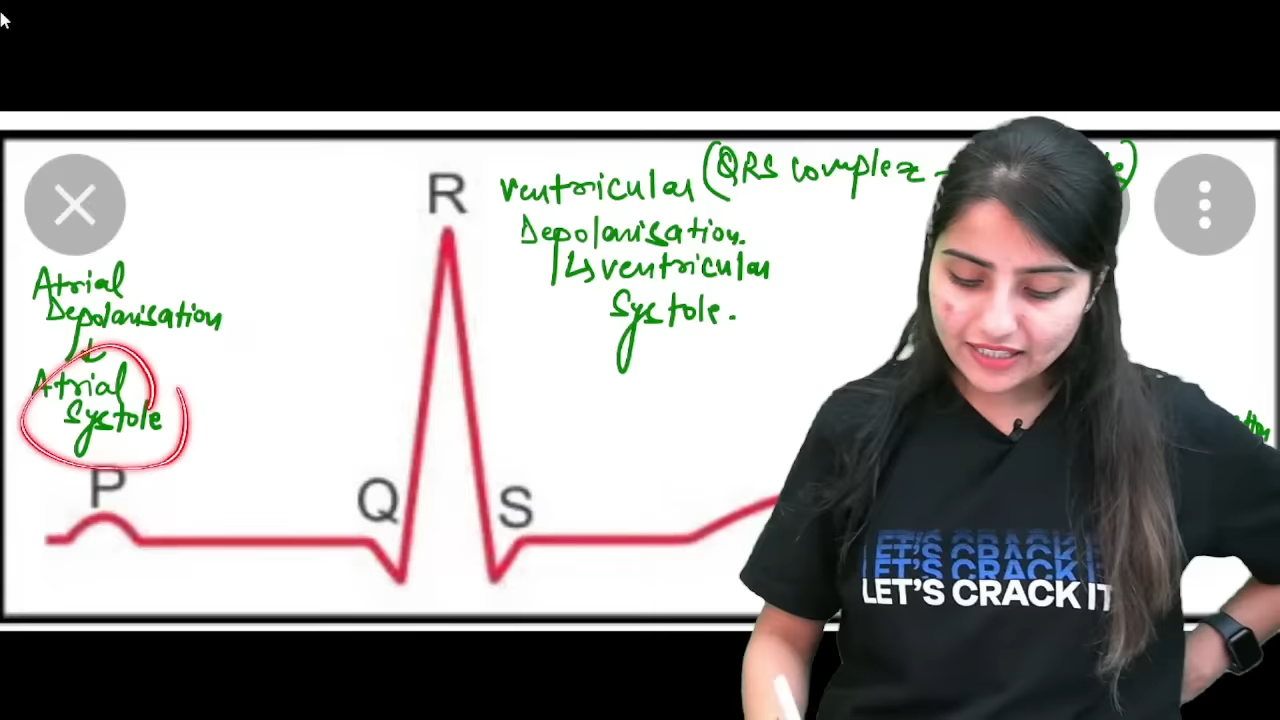 R
ventricular (QRS complex -
Depolarisation.
↳ ventricular
Systole.
Atrial
Depolarisation
↓
Atrial
Systole
P
Q
S
LET'S CRACK IT
LET'S CRACK IT
LET'S CRACK IT